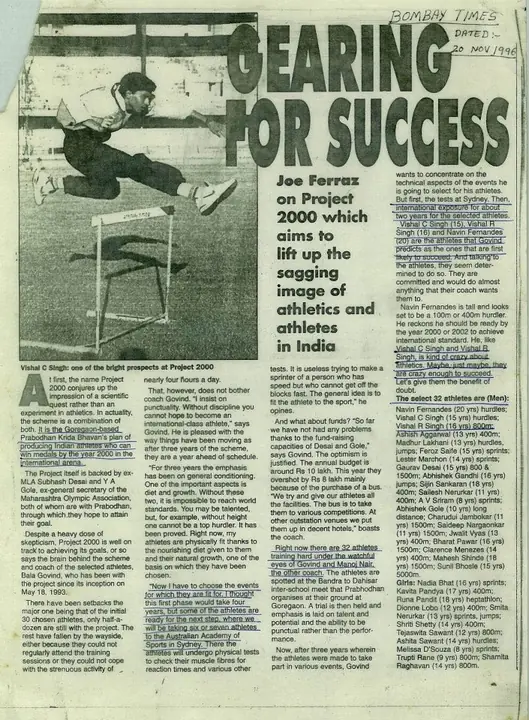 BOMBAY TIMES
DATED:-
20 NOV 1996
GEARING
FOR SUCCESS
Joe Ferraz
on Project
2000 which
aims to
lift up the
sagging
image of
athletics and
athletes
in India
Vishal C Singh: one of the bright prospects at Project 2000
At first, the name Project
2000 conjures up the
impression of a scientific
quest rather than an
experiment in athletics. In actuality,
the scheme is a combination of
both. It is the Goregaon-based
Prabodhan Krida Bhavan's plan of
producing Indian athletes who can
win medals by the year 2000 in the
international arena.
The Project itself is backed by ex-
MLA Subhash Desai and Y A
Gole, ex-general secretary of the
Maharashtra Olympic Association,
both of whom are with Prabodhan,
through which they hope to attain
their goal.
Despite a heavy dose of
skepticism, Project 2000 is well on
track to achieving its goals, or so
says the brain behind the scheme
and coach of the selected athletes,
Bala Govind, who has been with
the project since its inception on
May 18, 1993.
There have been setbacks the
major one being that of the initial
30 chosen athletes, only half-a-
dozen are still with the project. The
rest have fallen by the wayside,
either because they could not
regularly attend the training
sessions or they could not cope
with the strenuous activity of
nearly four hours a day.
That, however, does not bother
coach Govind. "I insist on
punctuality. Without discipline you
cannot hope to become an
international-class athlete," says
Govind. He is pleased with the
way things have been moving as
after three years of the scheme,
they are a year ahead of schedule.
"For three years the emphasis
has been on general conditioning.
One of the important aspects is
diet and growth. Without these
two, it is impossible to reach world
standards. You may be talented,
but, for example, without height
one cannot be a top hurdler. It has
been proved. Right now, my
athletes are physically fit thanks to
the nourishing diet given to them
and their natural growth, one of the
basis on which they have been
chosen.
"Now I have to choose the events
for which they are fit for. I thought
this first phase would take four
years, but some of the athletes are
ready for the next step, where we
will be taking six or seven athletes
to the Australian Academy of
Sports in Sydney. There the
athletes will undergo physical tests
to check their muscle fibres for
reaction times and various other
tests. It is useless trying to make a
sprinter of a person who has
speed but who cannot get off the
blocks fast. The general idea is to
fit the athlete to the sport," he
opines.
And what about funds? "So far
we have not had any problems
thanks to the fund-raising
capacities of Desai and Gole,"
says Govind. The optimism is
justified. The annual budget is
around Rs 10 lakh. This year they
overshot by Rs 8 lakh mainly
because of the purchase of a bus.
"We try and give our athletes all
the facilities. The bus is to take
them to various competitions. At
other outstation venues we put
them up in decent hotels," boasts
the coach.
Right now there are 32 athletes
training hard under the watchful
eyes of Govind and Manoj Naik,
the other coach. The athletes are
spotted at the Bandra to Dahisar
inter-school meet that Prabhodhan
organises at their ground at
Goregaon. A trial is then held and
emphasis is laid on talent and
potential and the ability to be
punctual rather than the perfor-
mance.
Now, after three years wherein
the athletes were made to take
part in various events, Govind
wants to concentrate on the
technical aspects of the events he
is going to select for his athletes.
But first, the tests at Sydney. Then,
international exposure for about
two years for the selected athletes.
Vishal C Singh (15), Vishal R
Singh (16) and Navin Fernandes
(20) are the athletes that Govind
predicts as the ones that are first
likely to succeed. And talking to
the athletes, they seem deter-
mined to do so. They are
committed and would do almost
anything that their coach wants
them to.
Navin Fernandes is tall and looks
set to be a 100m or 400m hurdler.
He reckons he should be ready by
the year 2000 or 2002 to achieve
international standard. He, like
Vishal C Singh and Vishal R
Singh, is kind of crazy about
athletics. Maybe, just maybe, they
are crazy enough to succeed.
Let's give them the benefit of
doubt.
The select 32 athletes are (Men):
Navin Fernandes (20 yrs) hurdles;
Vishal C Singh (15 yrs) hurdles;
Vishal R Singh (16 yrs) 800m;
Ashish Aggarwal (13 yrs) 400m;
Madhur Lakhani (13 yrs) hurdles,
jumps; Feroz Saife (15 yrs) sprints;
Lester Marchon (14 yrs) sprints;
Gaurav Desai (15 yrs) 800 &
1500m; Abhishek Gandhi (16 yrs)
jumps; Sijin Sankaran (18 yrs)
400m; Sailesh Nerurkar (11 yrs)
400m; A V Sriram (8 yrs) sprints;
Abhishek Gole (10 yrs) long
distance; Charudu Jambolkar (11
yrs) 1500m; Saideep Nargaonkar
(11 yrs) 1500m; Jwalit Vyas (13
yrs) 400m; Bharat Pawar (16 yrs)
1500m; Clarence Menezes (14
yrs) 400m; Mahesh Shinde (18
yrs) 1500m; Sunil Bhosle (15 yrs)
5000m.
Girls: Nadia Bhat (16 yrs) sprints;
Kavita Pandya (17 yrs) 400m;
Runa Pandit (18 yrs) heptathlon;
Dionne Lobo (12 yrs) 400m; Smita
Nerurkar (13 yrs) sprints, jumps;
Shriti Shetty (14 yrs) 400m;
Tejaswita Sawant (12 yrs) 800m;
Ashita Sawant (14 yrs) hurdles;
Melissa D'Souza (8 yrs) sprints;
Trupti Rane (9 yrs) 800m; Shamita
Raghavan (14 yrs) 800m.